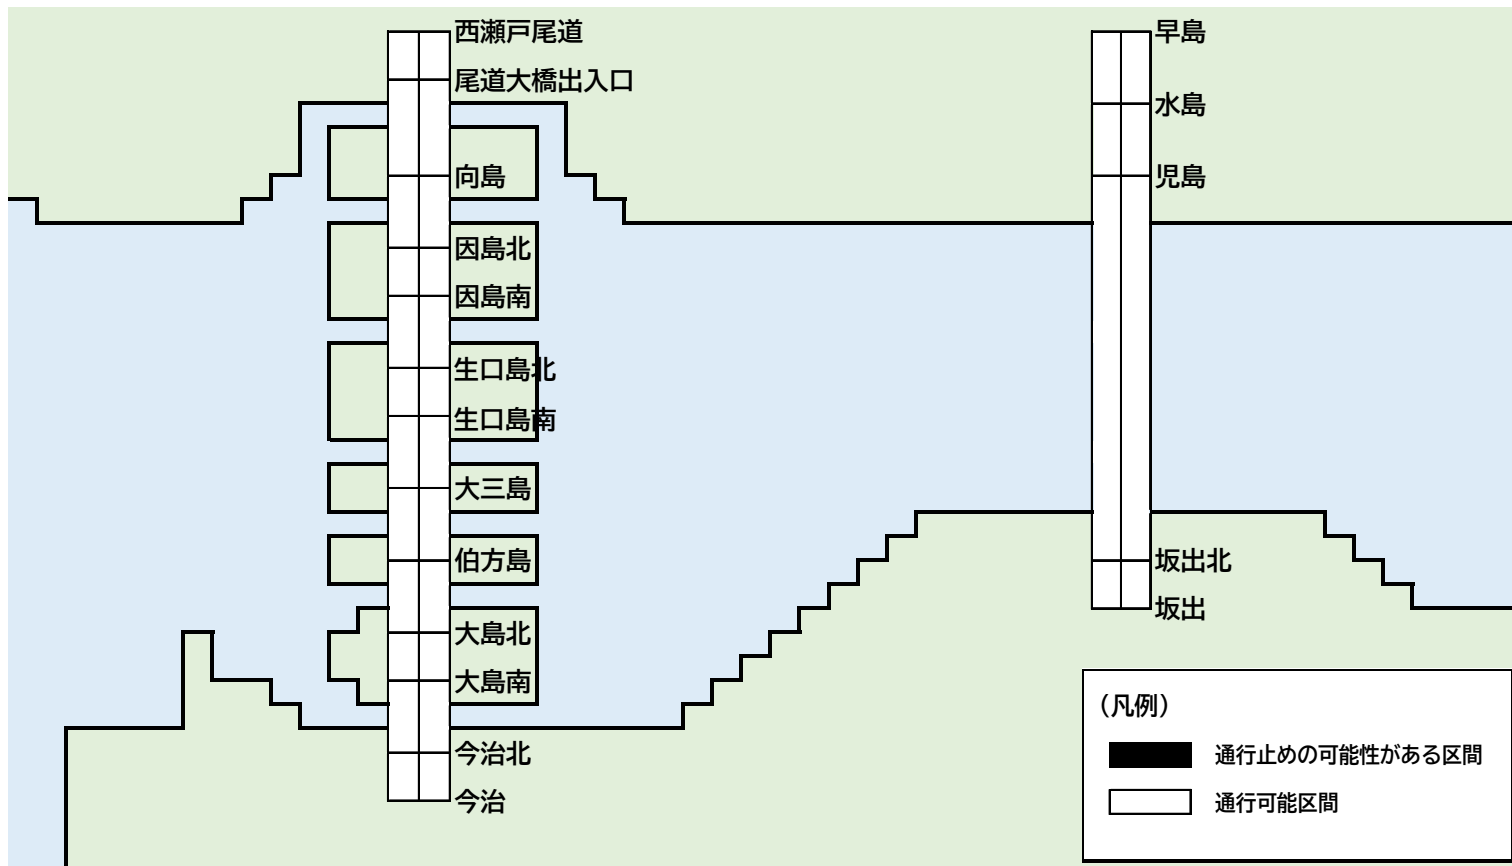 西瀬戸尾道
尾道大橋出入口
向島
因島北
因島南
生口島北
生口島南
大三島
伯方島
大島北
大島南
今治北
今治
早島
水島
児島
坂出北
坂出
（凡例）
通行止めの可能性がある区間
通行可能区間